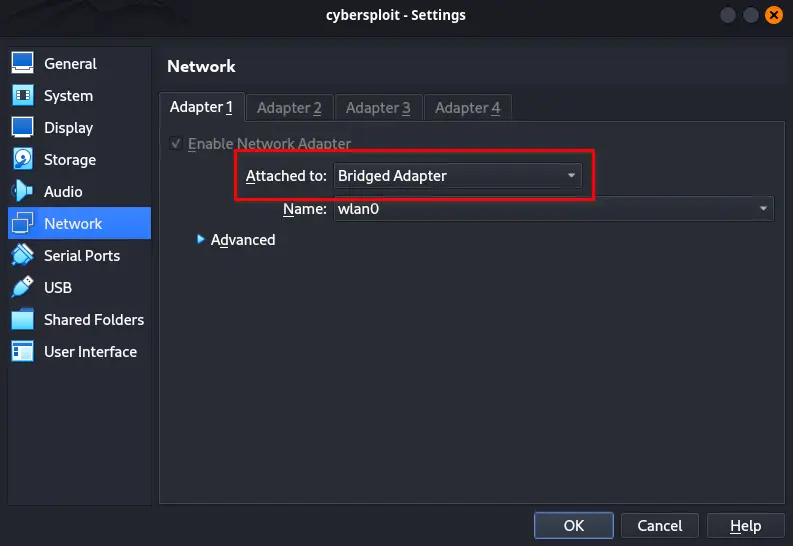 cybersploit - Settings
General
System
Display
Storage
Audio
Network
Serial Ports
USB
Shared Folders
User Interface
Network
Adapter 1 Adapter 2 Adapter 3 Adapter 4
Enable Network Adapter
Attached to: Bridged Adapter
Name: wlan0
Advanced
OK Cancel Help